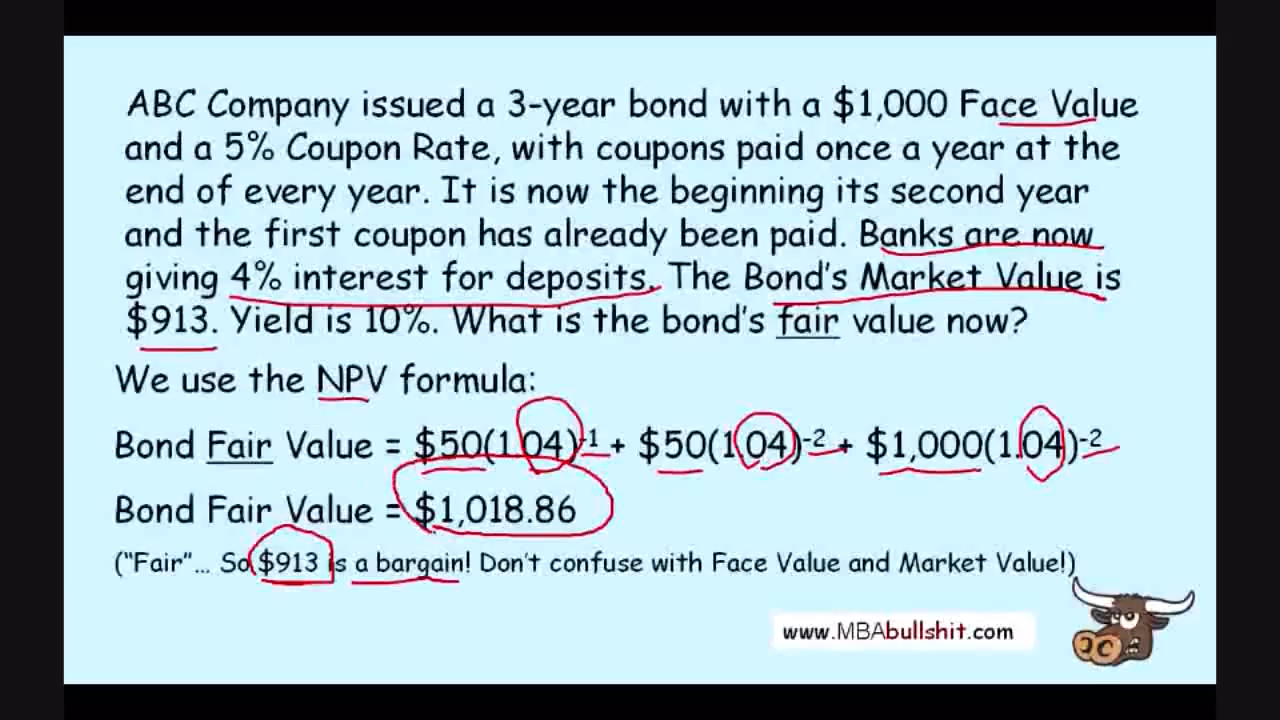 ABC Company issued a 3-year bond with a $1,000 Face Value
and a 5% Coupon Rate, with coupons paid once a year at the
end of every year. It is now the beginning its second year
and the first coupon has already been paid. Banks are now
giving 4% interest for deposits. The Bond's Market Value is
$913. Yield is 10%. What is the bond's fair value now?
We use the NPV formula:
Bond Fair Value = $50(1.04)-1 + $50(1.04)-2 + $1,000(1.04)-2
Bond Fair Value = $1,018.86
("Fair"... So $913 is a bargain! Don't confuse with Face Value and Market Value!)
www.MBAbullshit.com